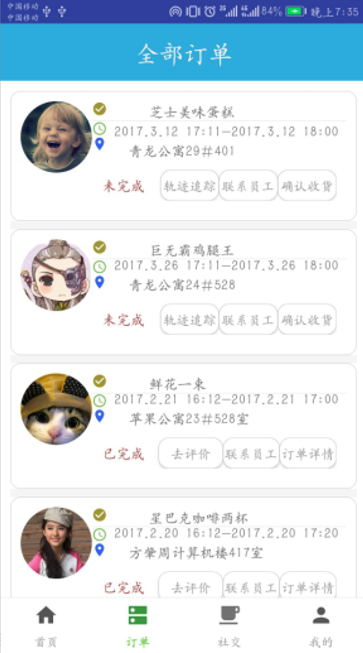 中国移动
中国移动
84% 晚上7:35
全部订单
芝士美味蛋糕
2017.3.12 17:11—2017.3.12 18:00
青龙公寓29#401
未完成 轨迹追踪 联系员工 确认收货
巨无霸鸡腿王
2017.3.26 17:11—2017.3.26 18:00
青龙公寓24#528
未完成 轨迹追踪 联系员工 确认收货
鲜花一束
2017.2.21 16:12—2017.2.21 17:00
苹果公寓23#528室
已完成 去评价 联系员工 订单详情
星巴克咖啡两杯
2017.2.20 16:12—2017.2.20 17:20
方肇周计算机楼417室
已完成 去评价 联系员工 订单详情
首页 订单 社交 我的